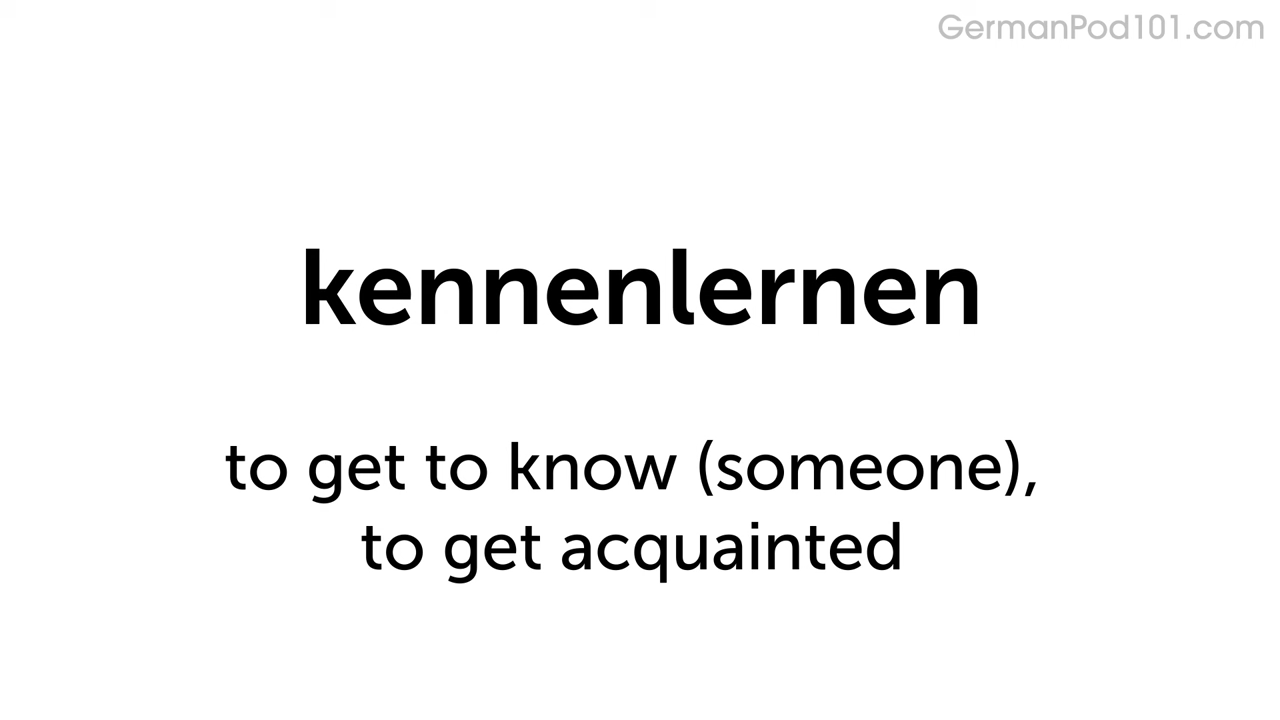 GermanPod101.com
kennenlernen
to get to know (someone),
to get acquainted